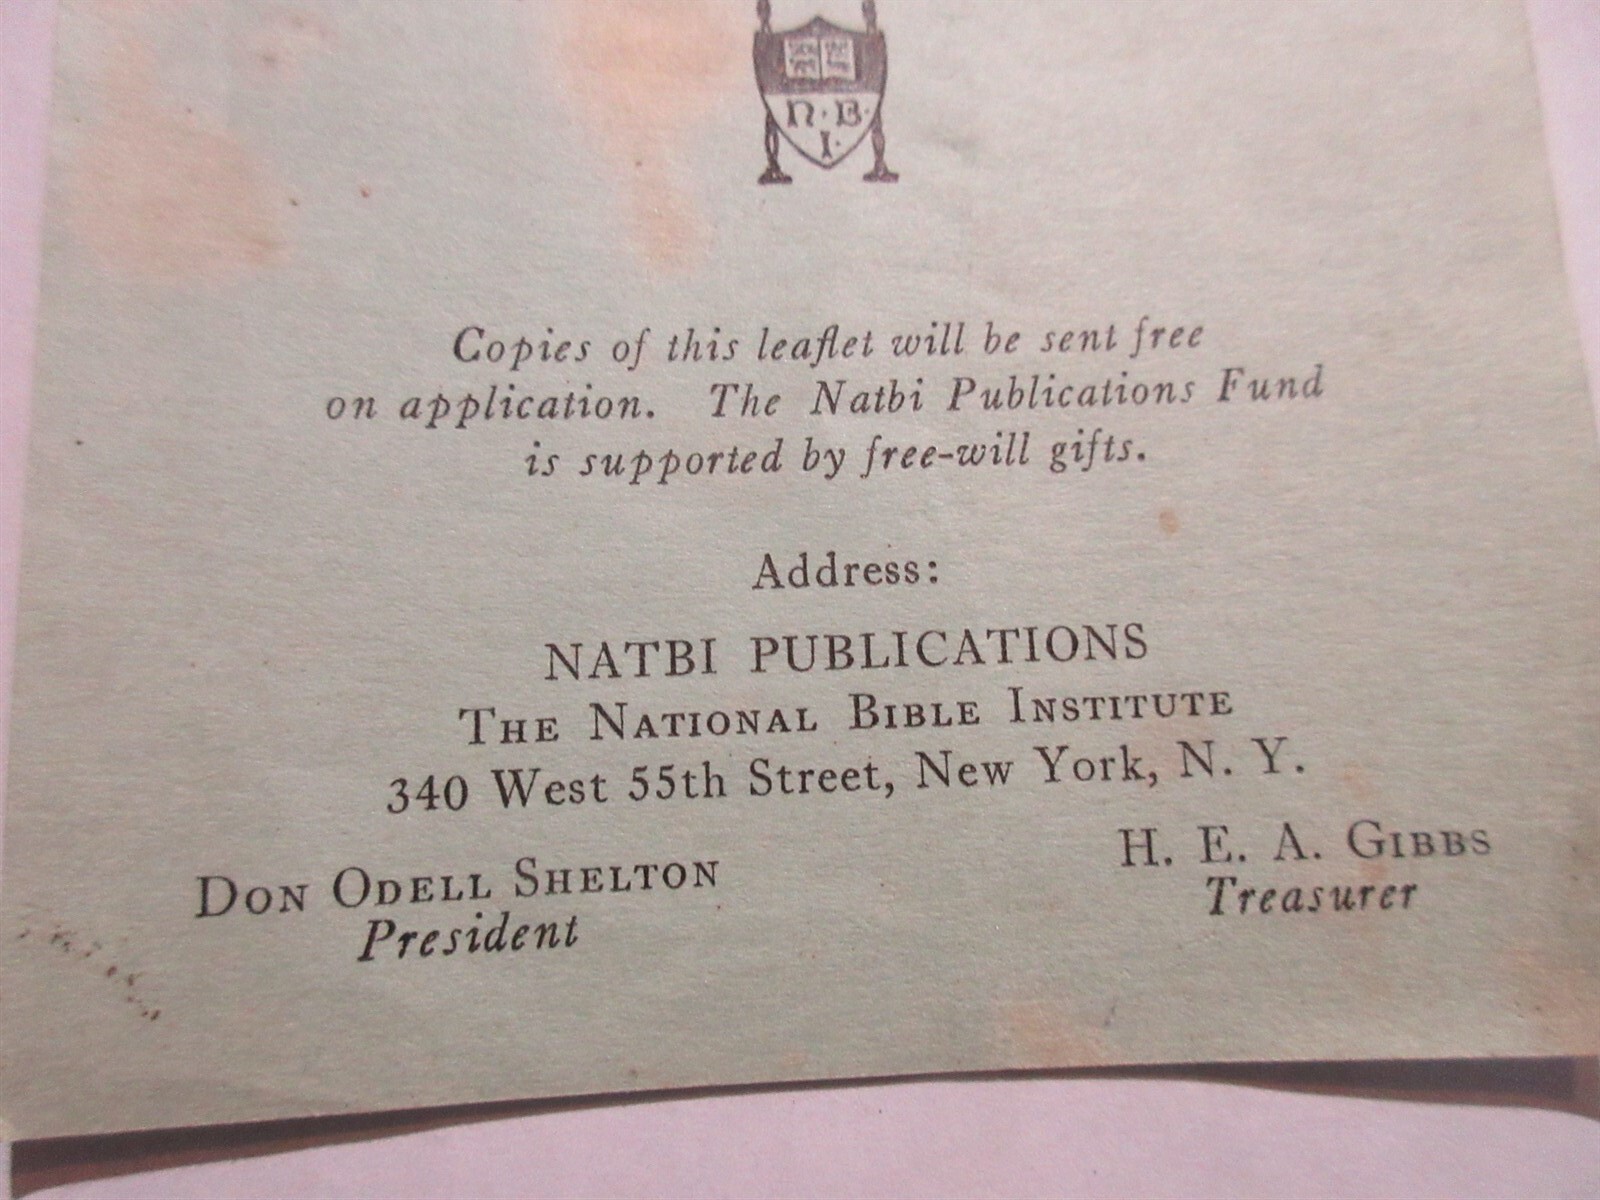 N · B ·
I ·
Copies of this leaflet will be sent free
on application. The Natbi Publications Fund
is supported by free-will gifts.
Address:
NATBI PUBLICATIONS
THE NATIONAL BIBLE INSTITUTE
340 West 55th Street, New York, N. Y.
DON ODELL SHELTON
President
H. E. A. GIBBS
Treasurer